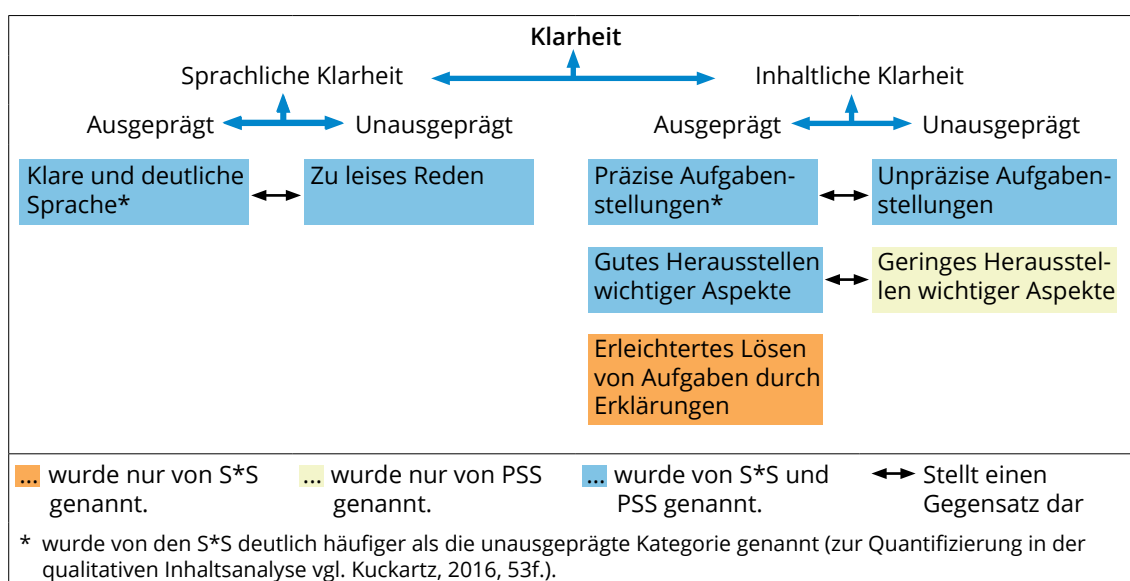 Klarheit
Sprachliche Klarheit
Inhaltliche Klarheit
Ausgeprägt
Unausgeprägt
Ausgeprägt
Unausgeprägt
Klare und deutliche
Sprache*
Zu leises Reden
Präzise Aufgaben-
stellungen*
Unpräzise Aufgaben-
stellungen
Gutes Herausstellen
wichtiger Aspekte
Geringes Herausstel-
len wichtiger Aspekte
Erleichtertes Lösen
von Aufgaben durch
Erklärungen
... wurde nur von S*S
genannt.
... wurde nur von PSS
genannt.
... wurde von S*S und
PSS genannt.
Stellt einen
Gegensatz dar
* wurde von den S*S deutlich häufiger als die unausgeprägte Kategorie genannt (zur Quantifizierung in der
qualitativen Inhaltsanalyse vgl. Kuckartz, 2016, 53f.).